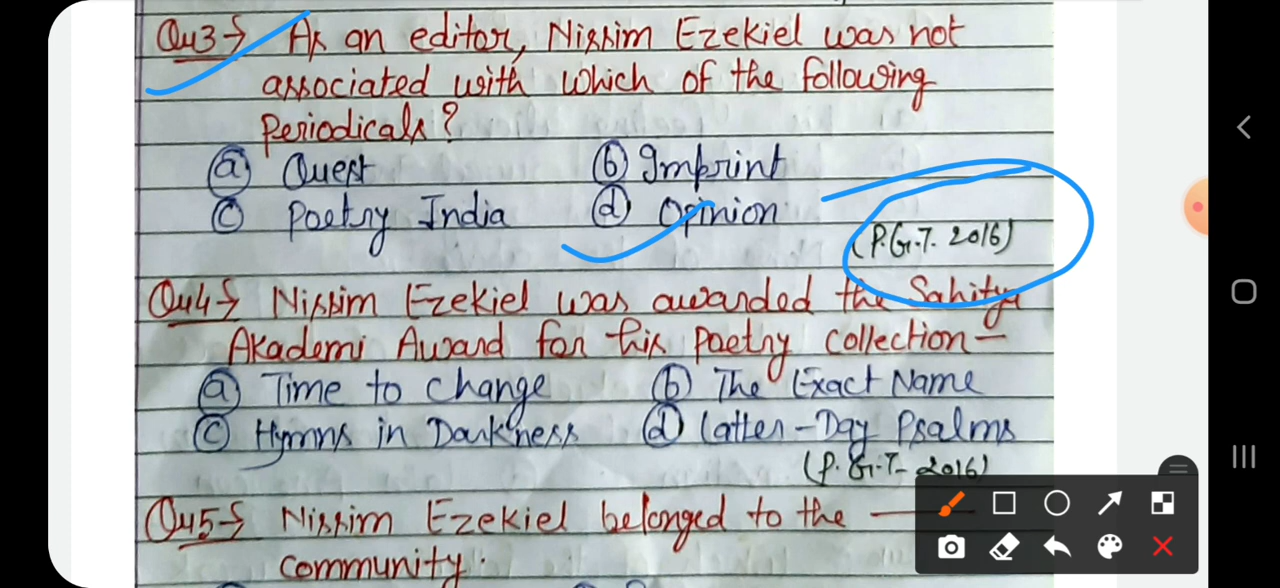 Qu3→ As an editor, Nissim Ezekiel was not
associated with which of the following
Periodicals?
(a) Quest (b) Imprint
(c) Poetry India (d) Opinion
(P.G.T. 2016)
Qu4→ Nissim Ezekiel was awarded the Sahitya
Akademi Award for his poetry collection—
(a) Time to change (b) The Exact Name
(c) Hymns in Darkness (d) Latter-Day Psalms
(P.G.T- 2016)
Qu5→ Nissim Ezekiel belonged to the —
community.